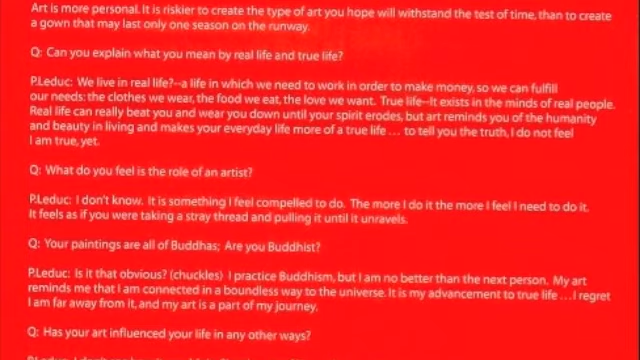 Art is more personal. It is riskier to create the type of art you hope will withstand the test of time, than to create
a gown that may last only one season on the runway.
Q: Can you explain what you mean by real life and true life?
P.Leduc: We live in real life?--a life in which we need to work in order to make money, so we can fulfill
our needs: the clothes we wear, the food we eat, the love we want. True life--It exists in the minds of real people.
Real life can really beat you and wear you down until your spirit erodes, but art reminds you of the humanity
and beauty in living and makes your everyday life more of a true life ... to tell you the truth, I do not feel
I am true, yet.
Q: What do you feel is the role of an artist?
P.Leduc: I don't know. It is something I feel compelled to do. The more I do it the more I feel I need to do it.
It feels as if you were taking a stray thread and pulling it until it unravels.
Q: Your paintings are all of Buddhas; Are you Buddhist?
P.Leduc: Is it that obvious? (chuckles) I practice Buddhism, but I am no better than the next person. My art
reminds me that I am connected in a boundless way to the universe. It is my advancement to true life ... I regret
I am far away from it, and my art is a part of my journey.
Q: Has your art influenced your life in any other ways?